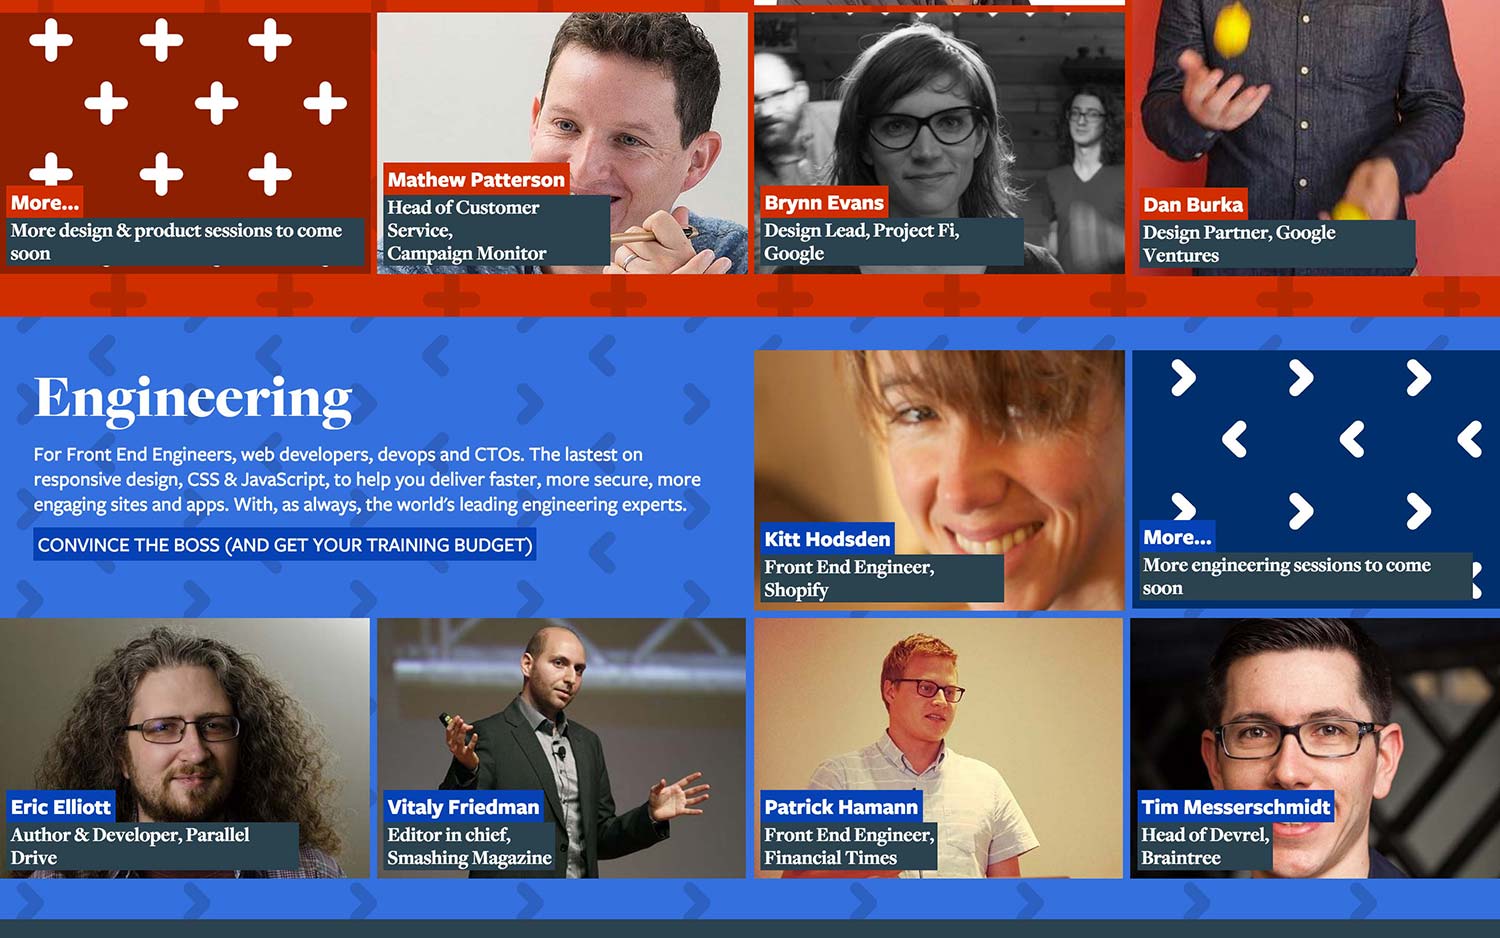 More...
More design & product sessions to come
soon
Mathew Patterson
Head of Customer
Service,
Campaign Monitor
Brynn Evans
Design Lead, Project Fi,
Google
Dan Burka
Design Partner, Google
Ventures
Engineering
For Front End Engineers, web developers, devops and CTOs. The lastest on
responsive design, CSS & JavaScript, to help you deliver faster, more secure, more
engaging sites and apps. With, as always, the world's leading engineering experts.
CONVINCE THE BOSS (AND GET YOUR TRAINING BUDGET)
Kitt Hodsden
Front End Engineer,
Shopify
More...
More engineering sessions to come
soon
Eric Elliott
Author & Developer, Parallel
Drive
Vitaly Friedman
Editor in chief,
Smashing Magazine
Patrick Hamann
Front End Engineer,
Financial Times
Tim Messerschmidt
Head of Devrel,
Braintree